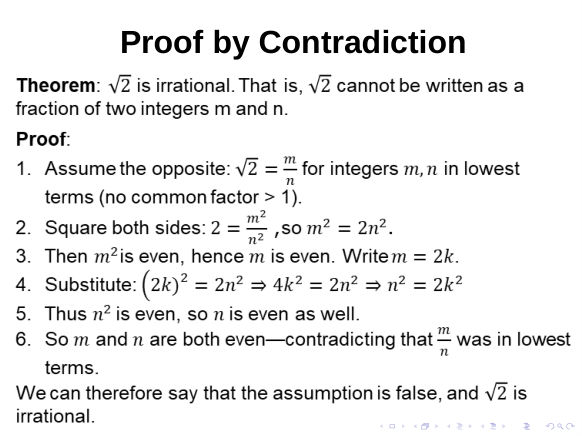 Proof by Contradiction
Theorem: √2 is irrational. That is, √2 cannot be written as a
fraction of two integers m and n.
Proof:
1. Assume the opposite: √2 = m/n for integers m, n in lowest
terms (no common factor > 1).
2. Square both sides: 2 = m²/n² , so m² = 2n².
3. Then m² is even, hence m is even. Write m = 2k.
4. Substitute: (2k)² = 2n² ⇒ 4k² = 2n² ⇒ n² = 2k²
5. Thus n² is even, so n is even as well.
6. So m and n are both even—contradicting that m/n was in lowest
terms.
We can therefore say that the assumption is false, and √2 is
irrational.